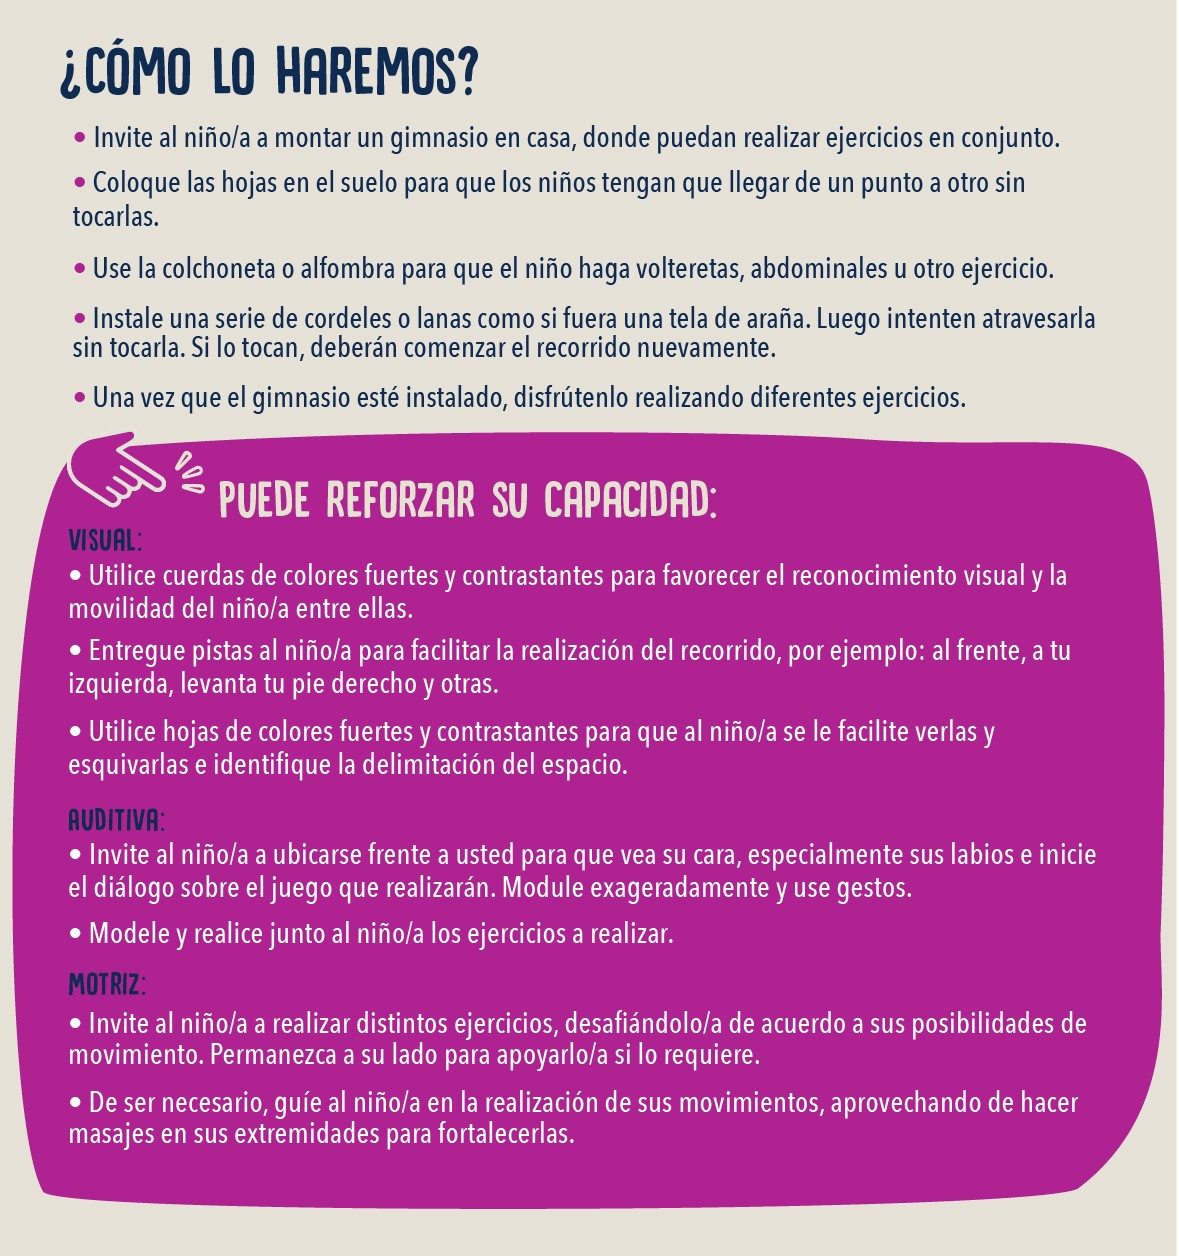 ¿CÓMO LO HAREMOS?
• Invite al niño/a a montar un gimnasio en casa, donde puedan realizar ejercicios en conjunto.
• Coloque las hojas en el suelo para que los niños tengan que llegar de un punto a otro sin
tocarlas.
• Use la colchoneta o alfombra para que el niño haga volteretas, abdominales u otro ejercicio.
• Instale una serie de cordeles o lanas como si fuera una tela de araña. Luego intenten atravesarla
sin tocarla. Si lo tocan, deberán comenzar el recorrido nuevamente.
• Una vez que el gimnasio esté instalado, disfrútenlo realizando diferentes ejercicios.
PUEDE REFORZAR SU CAPACIDAD:
VISUAL:
• Utilice cuerdas de colores fuertes y contrastantes para favorecer el reconocimiento visual y la
movilidad del niño/a entre ellas.
• Entregue pistas al niño/a para facilitar la realización del recorrido, por ejemplo: al frente, a tu
izquierda, levanta tu pie derecho y otras.
• Utilice hojas de colores fuertes y contrastantes para que al niño/a se le facilite verlas y
esquivarlas e identifique la delimitación del espacio.
AUDITIVA:
• Invite al niño/a a ubicarse frente a usted para que vea su cara, especialmente sus labios e inicie
el diálogo sobre el juego que realizarán. Module exageradamente y use gestos.
• Modele y realice junto al niño/a los ejercicios a realizar.
MOTRIZ:
• Invite al niño/a a realizar distintos ejercicios, desafiándolo/a de acuerdo a sus posibilidades de
movimiento. Permanezca a su lado para apoyarlo/a si lo requiere.
• De ser necesario, guíe al niño/a en la realización de sus movimientos, aprovechando de hacer
masajes en sus extremidades para fortalecerlas.